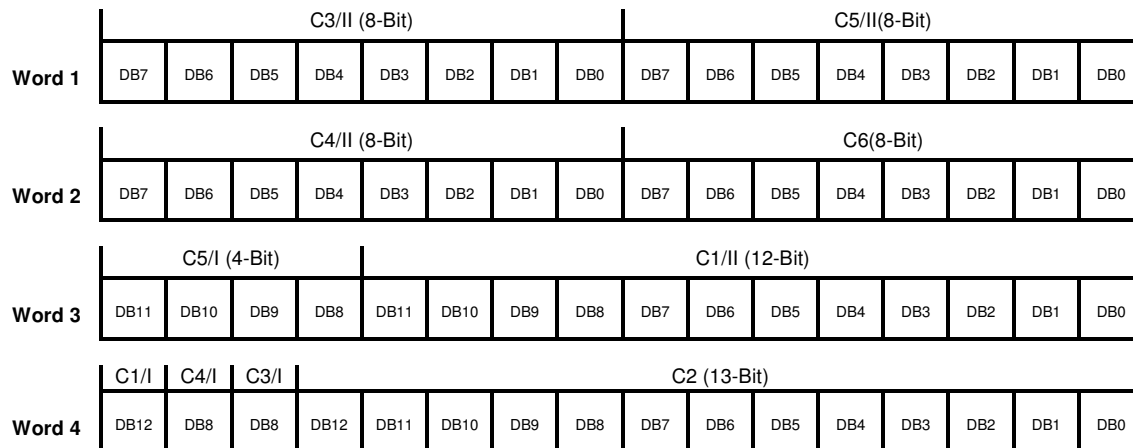 C3/II (8-Bit) C5/II(8-Bit)
Word 1 DB7 DB6 DB5 DB4 DB3 DB2 DB1 DB0 DB7 DB6 DB5 DB4 DB3 DB2 DB1 DB0
C4/II (8-Bit) C6(8-Bit)
Word 2 DB7 DB6 DB5 DB4 DB3 DB2 DB1 DB0 DB7 DB6 DB5 DB4 DB3 DB2 DB1 DB0
C5/I (4-Bit) C1/II (12-Bit)
Word 3 DB11 DB10 DB9 DB8 DB11 DB10 DB9 DB8 DB7 DB6 DB5 DB4 DB3 DB2 DB1 DB0
C1/I C4/I C3/I C2 (13-Bit)
Word 4 DB12 DB8 DB8 DB12 DB11 DB10 DB9 DB8 DB7 DB6 DB5 DB4 DB3 DB2 DB1 DB0